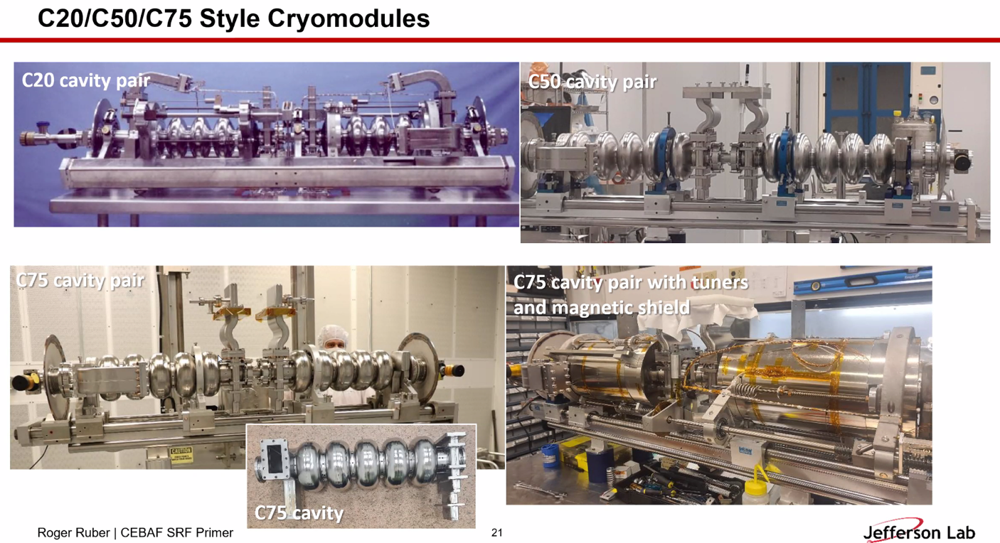 C20/C50/C75 Style Cryomodules
C20 cavity pair
C50 cavity pair
C75 cavity pair
C75 cavity pair with tuners
and magnetic shield
CAUTION
C75 cavity
Roger Ruber | CEBAF SRF Primer
21
Jefferson Lab